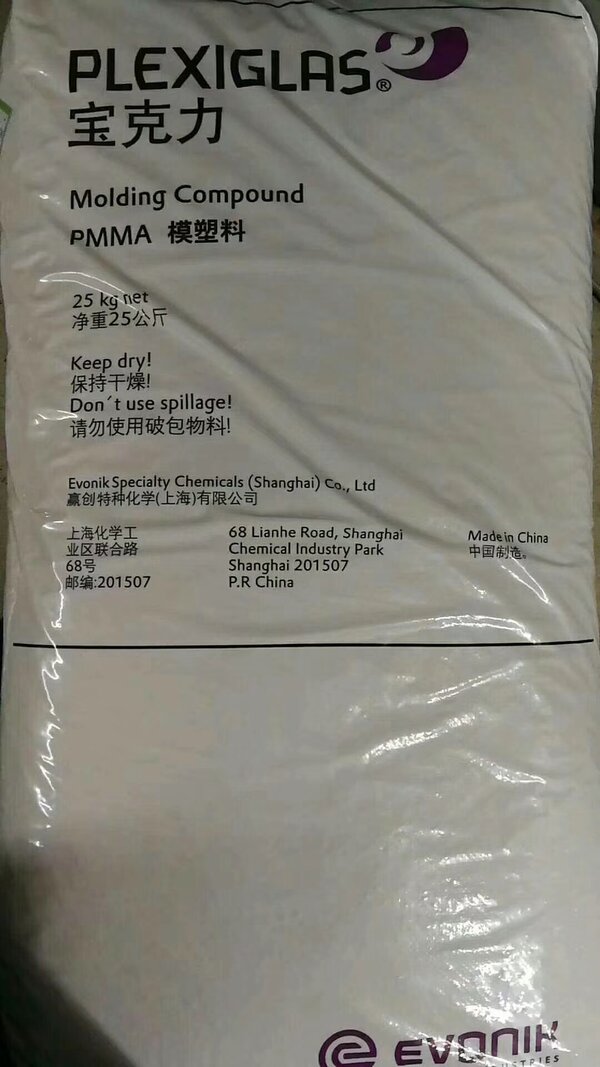 PLEXIGLAS®
宝克力
Molding Compound
PMMA 模塑料
25 kg net
净重25公斤
Keep dry!
保持干燥!
Don´t use spillage!
请勿使用破包物料!
Evonik Specialty Chemicals (Shanghai) Co., Ltd
赢创特种化学(上海)有限公司
上海化学工
业区联合路
68号
邮编:201507
68 Lianhe Road, Shanghai
Chemical Industry Park
Shanghai 201507
P.R China
Made in China
中国制造。
EVONIK
INDUSTRIES